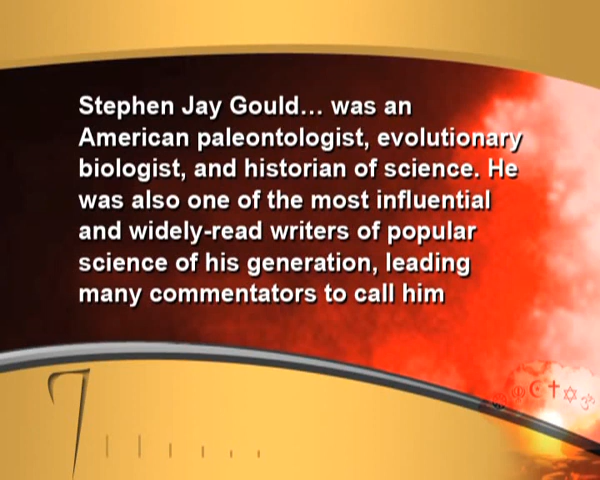 Stephen Jay Gould... was an
American paleontologist, evolutionary
biologist, and historian of science. He
was also one of the most influential
and widely-read writers of popular
science of his generation, leading
many commentators to call him